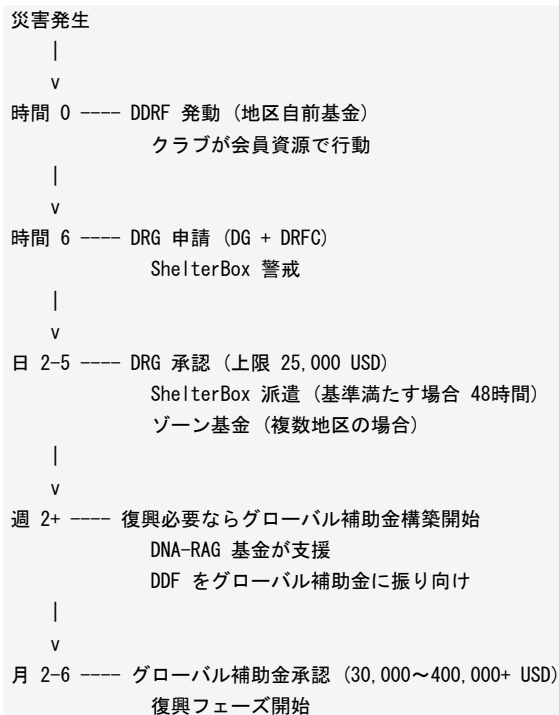 災害発生
|
v
時間 0 ---- DDRF 発動 (地区自前基金)
クラブが会員資源で行動
|
v
時間 6 ---- DRG 申請 (DG + DRFC)
ShelterBox 警戒
|
v
日 2-5 ---- DRG 承認 (上限 25,000 USD)
ShelterBox 派遣 (基準満たす場合 48時間)
ゾーン基金 (複数地区の場合)
|
v
週 2+ ---- 復興必要ならグローバル補助金構築開始
DNA-RAG 基金が支援
DDF をグローバル補助金に振り向け
|
v
月 2-6 ---- グローバル補助金承認 (30,000～400,000+ USD)
復興フェーズ開始